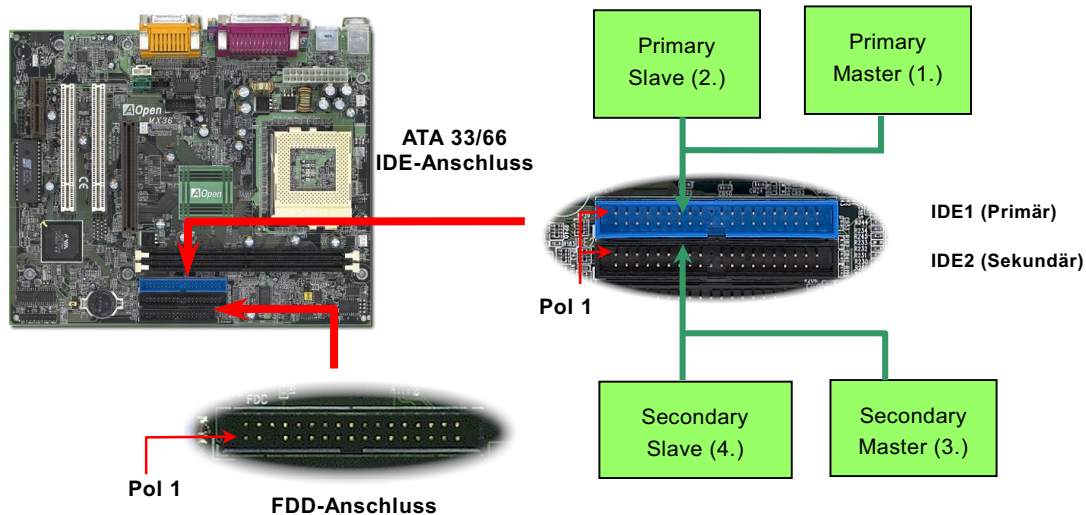 AOpen
MX36
AOpen
ATA 33/66
IDE-Anschluss
Primary
Slave (2.)
Primary
Master (1.)
IDE1 (Primär)
IDE2 (Sekundär)
Pol 1
Secondary
Slave (4.)
Secondary
Master (3.)
FDC
Pol 1
FDD-Anschluss